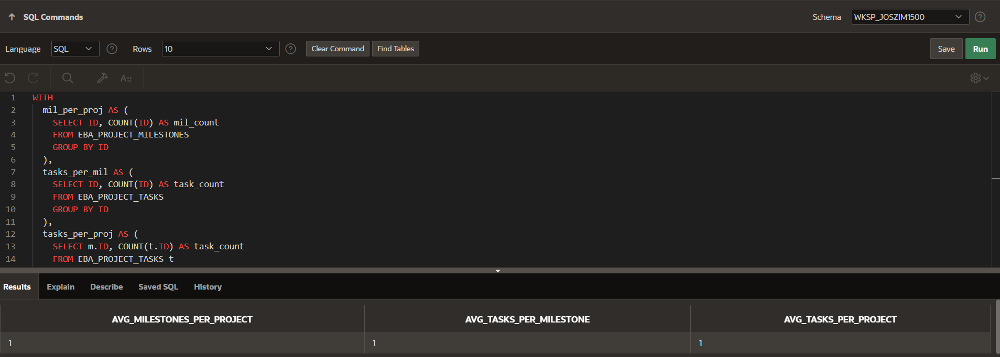 SQL Commands
Schema WKSP_JOSZIM1500
Language SQL Rows 10 Clear Command Find Tables Save Run
1 WITH
2 mil_per_proj AS (
3 SELECT ID, COUNT(ID) AS mil_count
4 FROM EBA_PROJECT_MILESTONES
5 GROUP BY ID
6 ),
7 tasks_per_mil AS (
8 SELECT ID, COUNT(ID) AS task_count
9 FROM EBA_PROJECT_TASKS
10 GROUP BY ID
11 ),
12 tasks_per_proj AS (
13 SELECT m.ID, COUNT(t.ID) AS task_count
14 FROM EBA_PROJECT_TASKS t
Results Explain Describe Saved SQL History
AVG_MILESTONES_PER_PROJECT AVG_TASKS_PER_MILESTONE AVG_TASKS_PER_PROJECT
1 1 1